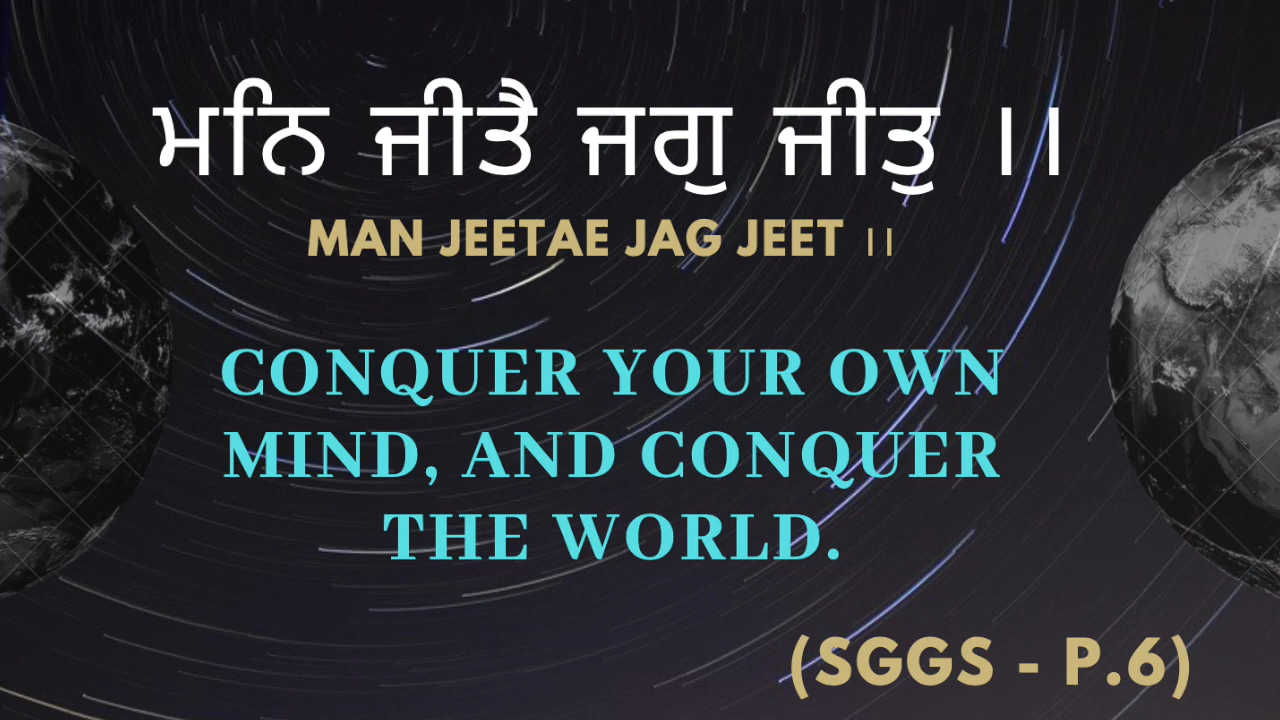 ਮਨਿ ਜੀਤੈ ਜਗੁ ਜੀਤੁ ।।
MAN JEETAE JAG JEET ।।
CONQUER YOUR OWN
MIND, AND CONQUER
THE WORLD.
(SGGS - P.6)